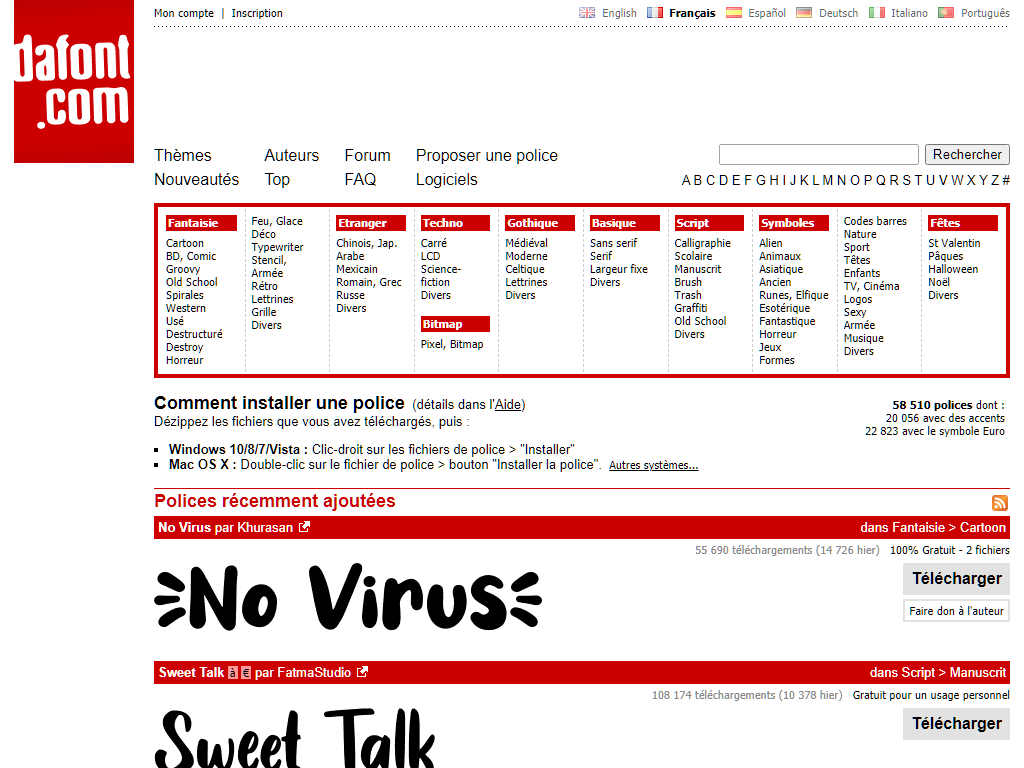 dafont
.com
Mon compte | Inscription
English Français Español Deutsch Italiano Português
Thèmes Auteurs Forum Proposer une police
Rechercher
Nouveautés Top FAQ Logiciels
A B C D E F G H I J K L M N O P Q R S T U V W X Y Z #
Fantaisie
Cartoon
BD, Comic
Groovy
Old School
Spirales
Western
Usé
Destructuré
Destroy
Horreur
Feu, Glace
Déco
Typewriter
Stencil,
Armée
Rétro
Lettrines
Grille
Divers
Etranger
Chinois, Jap.
Arabe
Mexicain
Romain, Grec
Russe
Divers
Techno
Carré
LCD
Science-
fiction
Divers
Bitmap
Pixel, Bitmap
Gothique
Médiéval
Moderne
Celtique
Lettrines
Divers
Basique
Sans serif
Serif
Largeur fixe
Divers
Script
Calligraphie
Scolaire
Manuscrit
Brush
Trash
Graffiti
Old School
Divers
Symboles
Alien
Animaux
Asiatique
Ancien
Runes, Elfique
Esotérique
Fantastique
Horreur
Jeux
Formes
Codes barres
Nature
Sport
Têtes
Enfants
TV, Cinéma
Logos
Sexy
Armée
Musique
Divers
Fêtes
St Valentin
Pâques
Halloween
Noël
Divers
Comment installer une police (détails dans l'Aide)
Dézippez les fichiers que vous avez téléchargés, puis :
Windows 10/8/7/Vista : Clic-droit sur les fichiers de police > "Installer"
Mac OS X : Double-clic sur le fichier de police > bouton "Installer la police". Autres systèmes...
58 510 polices dont :
20 056 avec des accents
22 823 avec le symbole Euro
Polices récemment ajoutées
No Virus par Khurasan dans Fantaisie > Cartoon
55 690 téléchargements (14 726 hier) 100% Gratuit - 2 fichiers
No Virus
Télécharger
Faire don à l'auteur
Sweet Talk à € par FatmaStudio dans Script > Manuscrit
108 174 téléchargements (10 378 hier) Gratuit pour un usage personnel
Sweet Talk
Télécharger